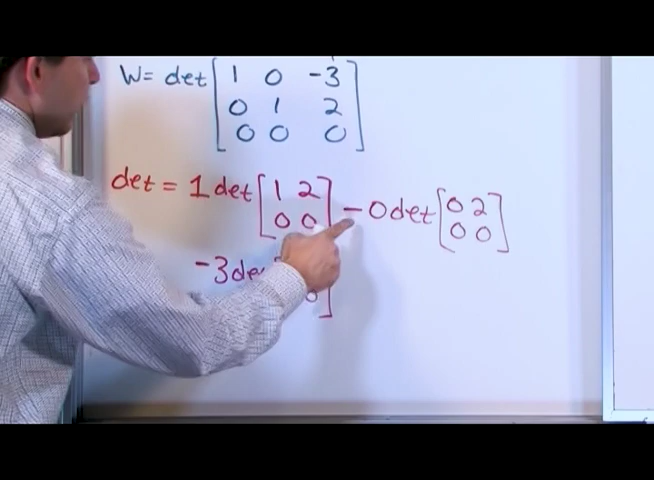 W= det [ 1 0 -3
0 1 2
0 0 0 ]
det = 1 det [ 1 2
0 0 ] - 0 det [ 0 2
0 0 ]
-3 de